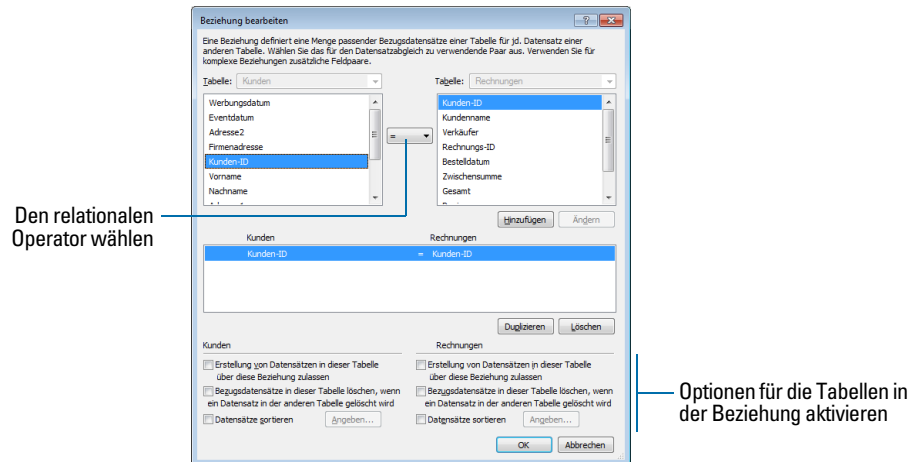 Beziehung bearbeiten
Eine Beziehung definiert eine Menge passender Bezugsdatensätze einer Tabelle für jd. Datensatz einer
anderen Tabelle. Wählen Sie das für den Datensatzabgleich zu verwendende Paar aus. Verwenden Sie für
komplexe Beziehungen zusätzliche Feldpaare.
Tabelle: Kunden
Tabelle: Rechnungen
Werbungsdatum
Eventdatum
Adresse2
Firmenadresse
Kunden-ID
Vorname
Nachname
=
Kunden-ID
Kundenname
Verkäufer
Rechnungs-ID
Bestelldatum
Zwischensumme
Gesamt
Den relationalen
Operator wählen
Hinzufügen Ändern
Kunden Rechnungen
Kunden-ID = Kunden-ID
Duplizieren Löschen
Kunden
Erstellung von Datensätzen in dieser Tabelle
über diese Beziehung zulassen
Bezugsdatensätze in dieser Tabelle löschen, wenn
ein Datensatz in der anderen Tabelle gelöscht wird
Datensätze sortieren Angeben...
Rechnungen
Erstellung von Datensätzen in dieser Tabelle
über diese Beziehung zulassen
Bezugsdatensätze in dieser Tabelle löschen, wenn
ein Datensatz in der anderen Tabelle gelöscht wird
Datensätze sortieren Angeben...
Optionen für die Tabellen in
der Beziehung aktivieren
OK Abbrechen